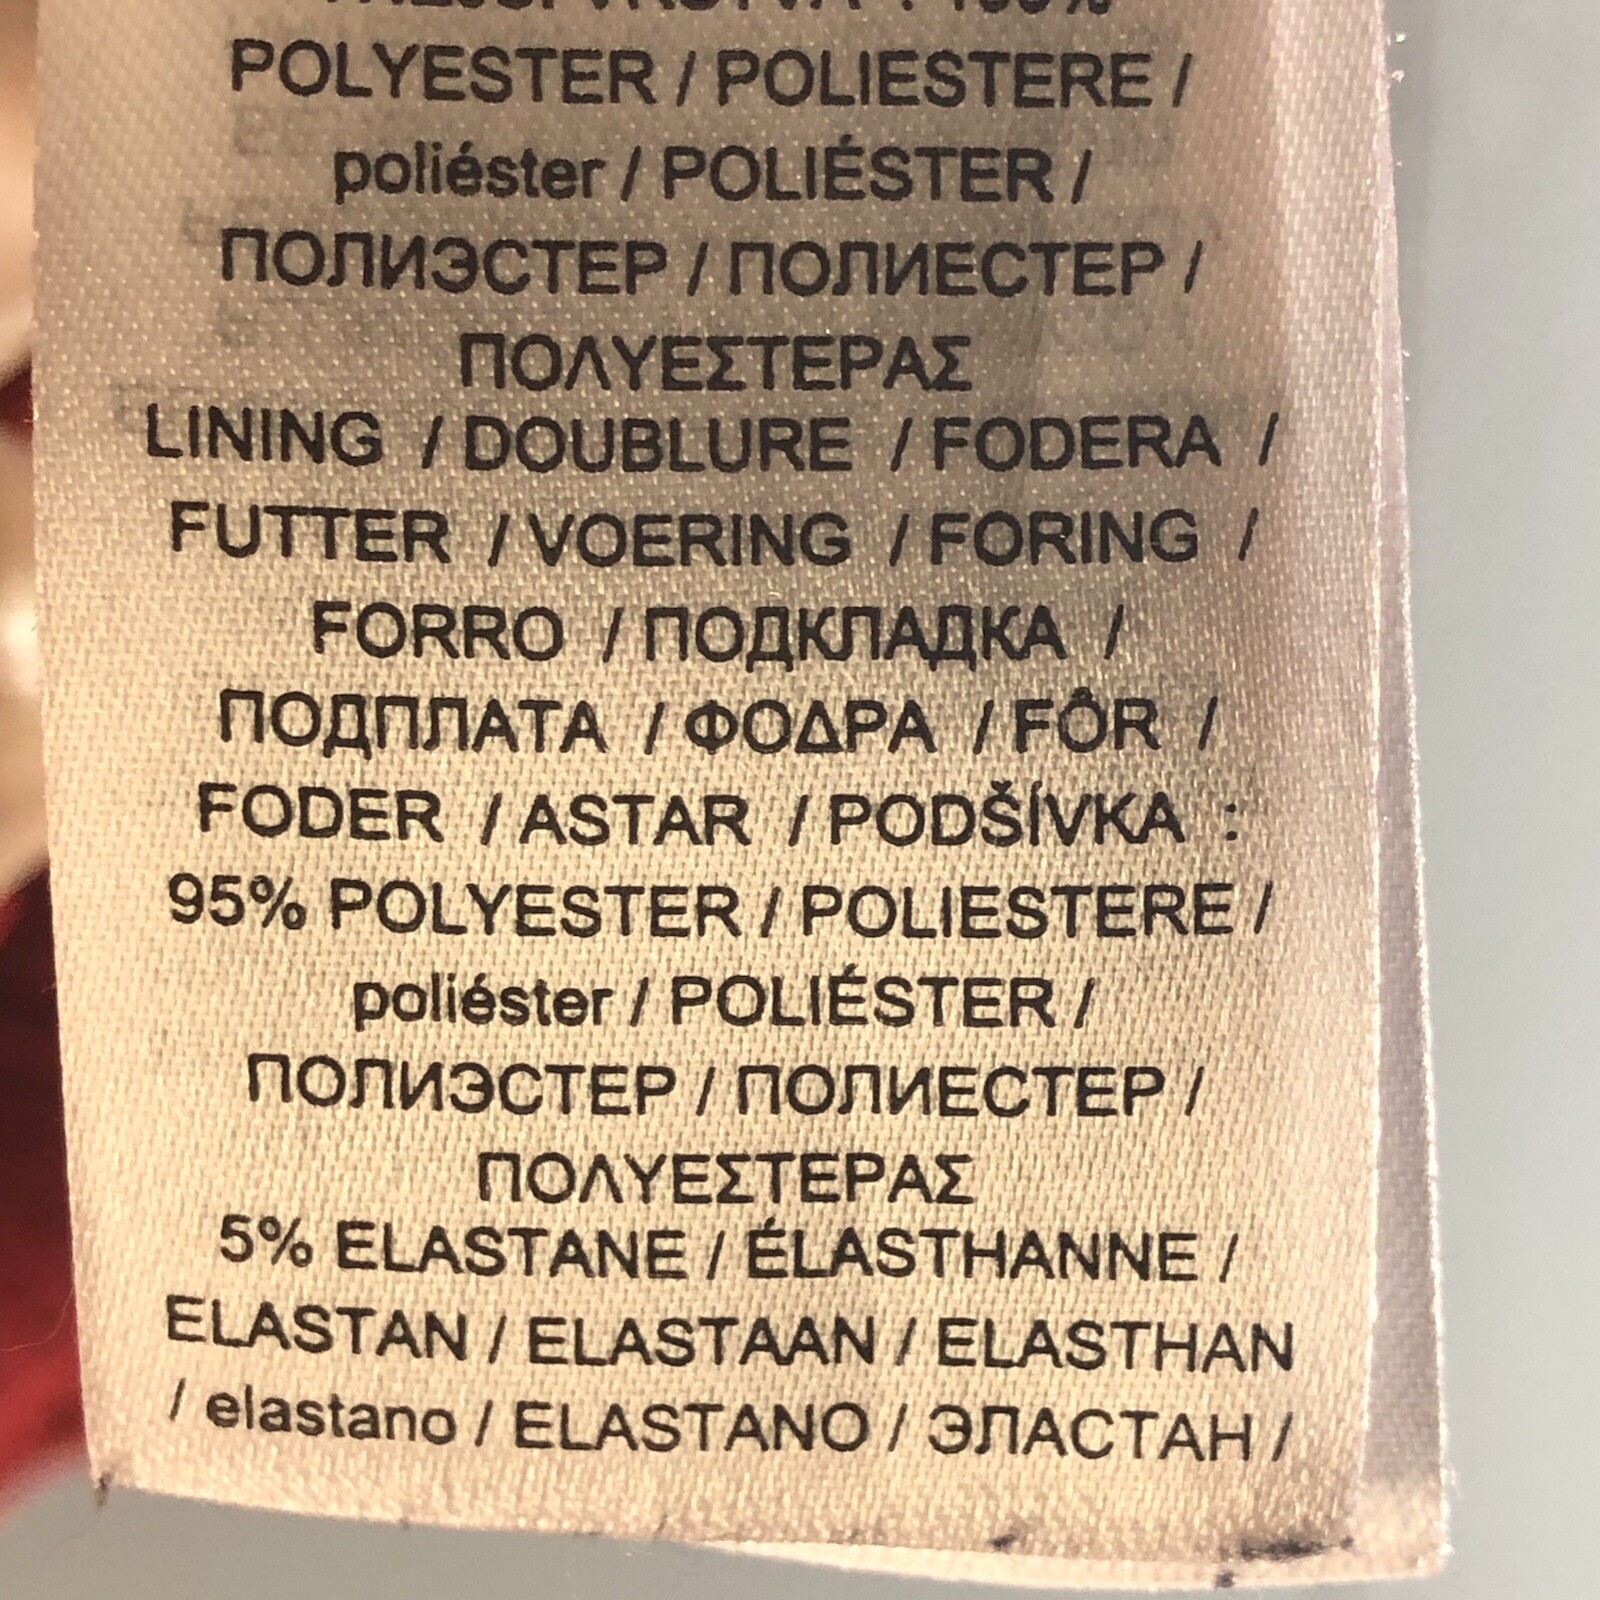 POLYESTER / POLIESTERE /
poliéster / POLIÉSTER /
ПОЛИЭСТЕР / ПОЛИЕСТЕР /
ΠΟΛΥΕΣΤΕΡΑΣ
LINING / DOUBLURE / FODERA /
FUTTER / VOERING / FORING /
FORRO / ПОДКЛАДКА /
ПОДПЛАТА / ΦΟΔΡΑ / FÔR /
FODER / ASTAR / PODŠÍVKA :
95% POLYESTER / POLIESTERE /
poliéster / POLIÉSTER /
ПОЛИЭСТЕР / ПОЛИЕСТЕР /
ΠΟΛΥΕΣΤΕΡΑΣ
5% ELASTANE / ÉLASTHANNE /
ELASTAN / ELASTAAN / ELASTHAN
/ elastano / ELASTANO / ЭЛАСТАН /